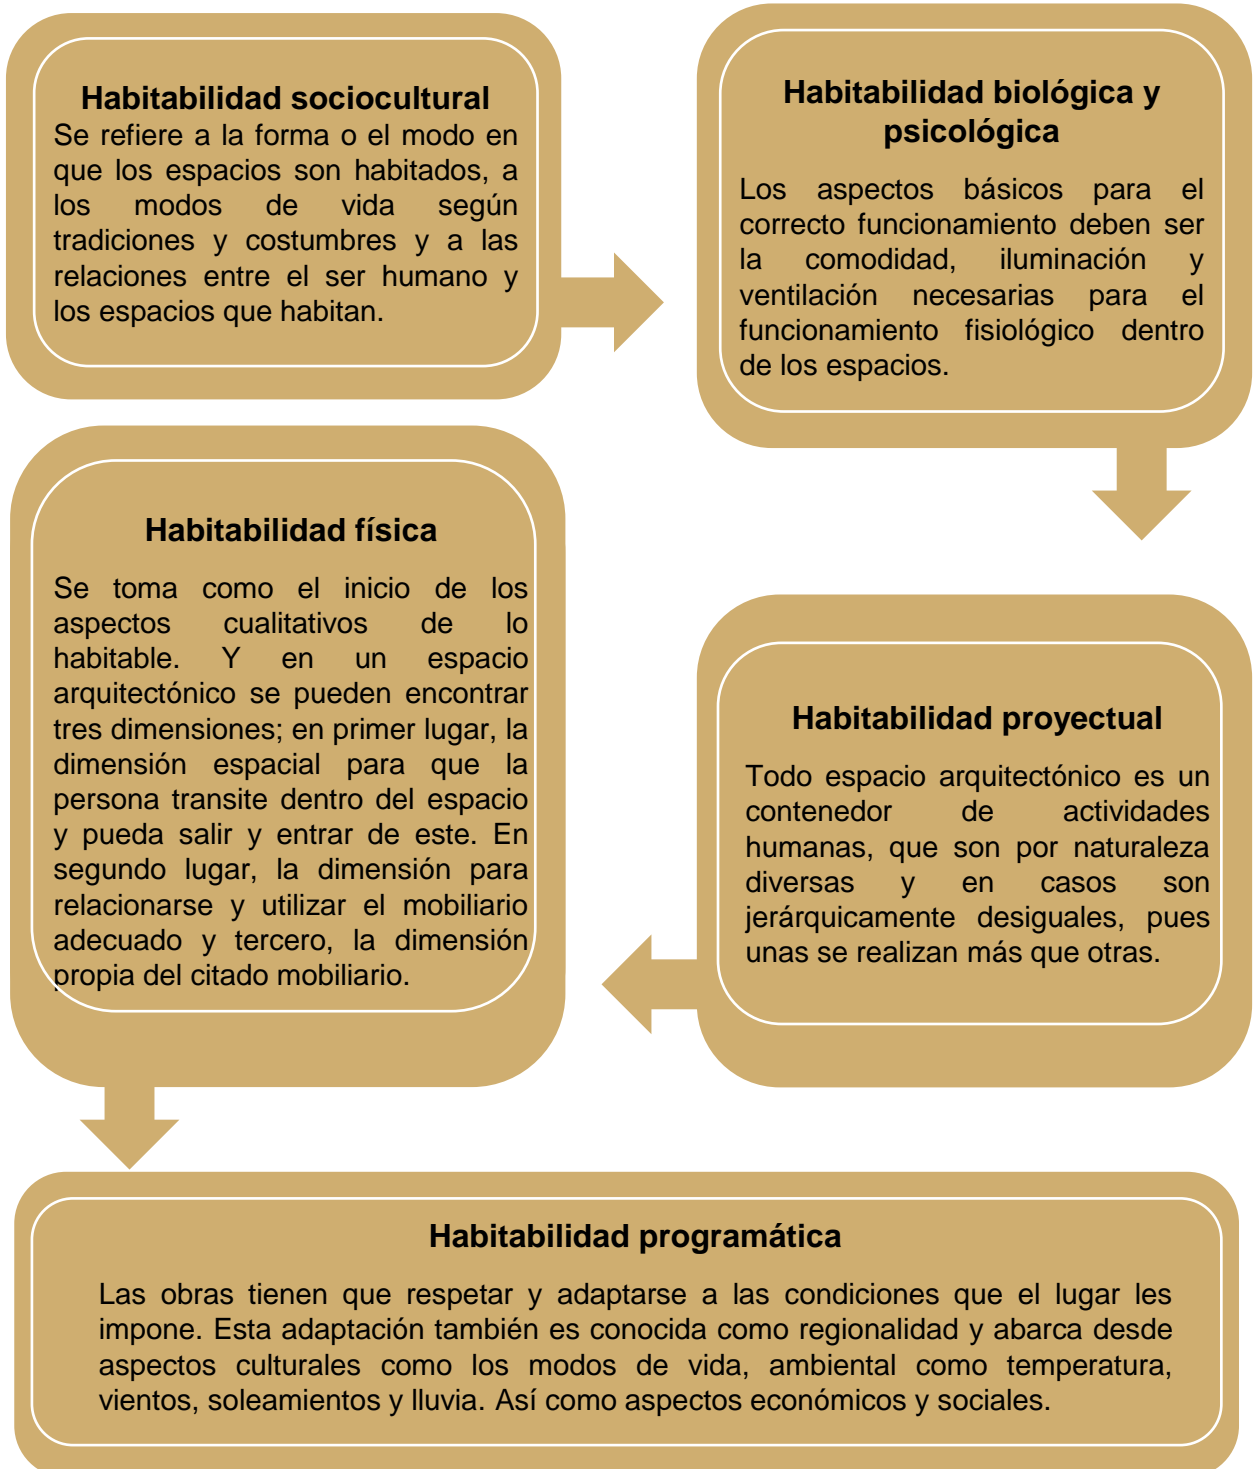 Habitabilidad sociocultural
Se refiere a la forma o el modo en
que los espacios son habitados, a
los modos de vida según
tradiciones y costumbres y a las
relaciones entre el ser humano y
los espacios que habitan.
Habitabilidad biológica y
psicológica
Los aspectos básicos para el
correcto funcionamiento deben ser
la comodidad, iluminación y
ventilación necesarias para el
funcionamiento fisiológico dentro
de los espacios.
Habitabilidad proyectual
Todo espacio arquitectónico es un
contenedor de actividades
humanas, que son por naturaleza
diversas y en casos son
jerárquicamente desiguales, pues
unas se realizan más que otras.
Habitabilidad física
Se toma como el inicio de los
aspectos cualitativos de lo
habitable. Y en un espacio
arquitectónico se pueden encontrar
tres dimensiones; en primer lugar, la
dimensión espacial para que la
persona transite dentro del espacio
y pueda salir y entrar de este. En
segundo lugar, la dimensión para
relacionarse y utilizar el mobiliario
adecuado y tercero, la dimensión
propia del citado mobiliario.
Habitabilidad programática
Las obras tienen que respetar y adaptarse a las condiciones que el lugar les
impone. Esta adaptación también es conocida como regionalidad y abarca desde
aspectos culturales como los modos de vida, ambiental como temperatura,
vientos, soleamientos y lluvia. Así como aspectos económicos y sociales.